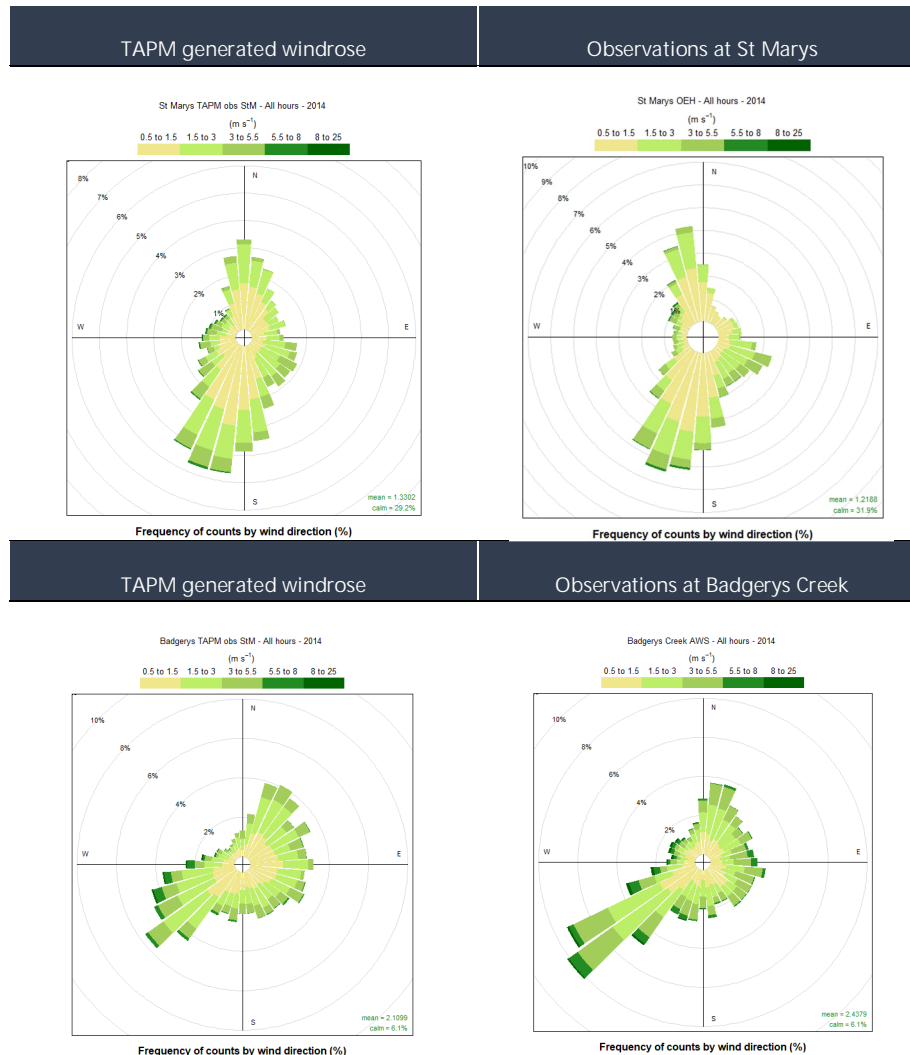 TAPM generated windrose
Observations at St Marys
St Marys TAPM obs StM - All hours - 2014
(m s⁻¹)
0.5 to 1.5 1.5 to 3 3 to 5.5 5.5 to 8 8 to 25
8%
7%
6%
5%
4%
3%
2%
1%
N
W
E
S
mean = 1.3302
calm = 29.2%
Frequency of counts by wind direction (%)
St Marys OEH - All hours - 2014
(m s⁻¹)
0.5 to 1.5 1.5 to 3 3 to 5.5 5.5 to 8 8 to 25
10%
9%
8%
7%
6%
5%
4%
3%
2%
1%
N
W
E
S
mean = 1.2188
calm = 31.9%
Frequency of counts by wind direction (%)
TAPM generated windrose
Observations at Badgerys Creek
Badgerys TAPM obs StM - All hours - 2014
(m s⁻¹)
0.5 to 1.5 1.5 to 3 3 to 5.5 5.5 to 8 8 to 25
10%
8%
6%
4%
2%
N
W
E
S
mean = 2.1099
calm = 6.1%
Frequency of counts by wind direction (%)
Badgerys Creek AWS - All hours - 2014
(m s⁻¹)
0.5 to 1.5 1.5 to 3 3 to 5.5 5.5 to 8 8 to 25
10%
8%
6%
4%
2%
N
W
E
S
mean = 2.4379
calm = 6.1%
Frequency of counts by wind direction (%)